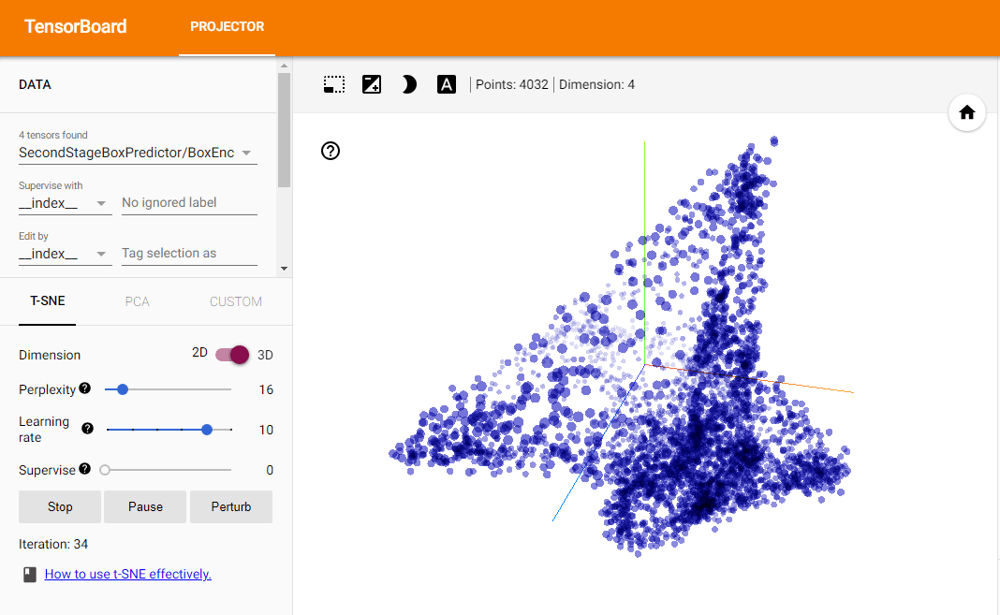 TensorBoard PROJECTOR
DATA
4 tensors found
SecondStageBoxPredictor/BoxEnc
Supervise with
__index__ No ignored label
Edit by
__index__ Tag selection as
T-SNE PCA CUSTOM
Dimension 2D 3D
Perplexity ? 16
Learning
rate ? 10
Supervise ? 0
Stop Pause Perturb
Iteration: 34
How to use t-SNE effectively.
A | Points: 4032 | Dimension: 4
?